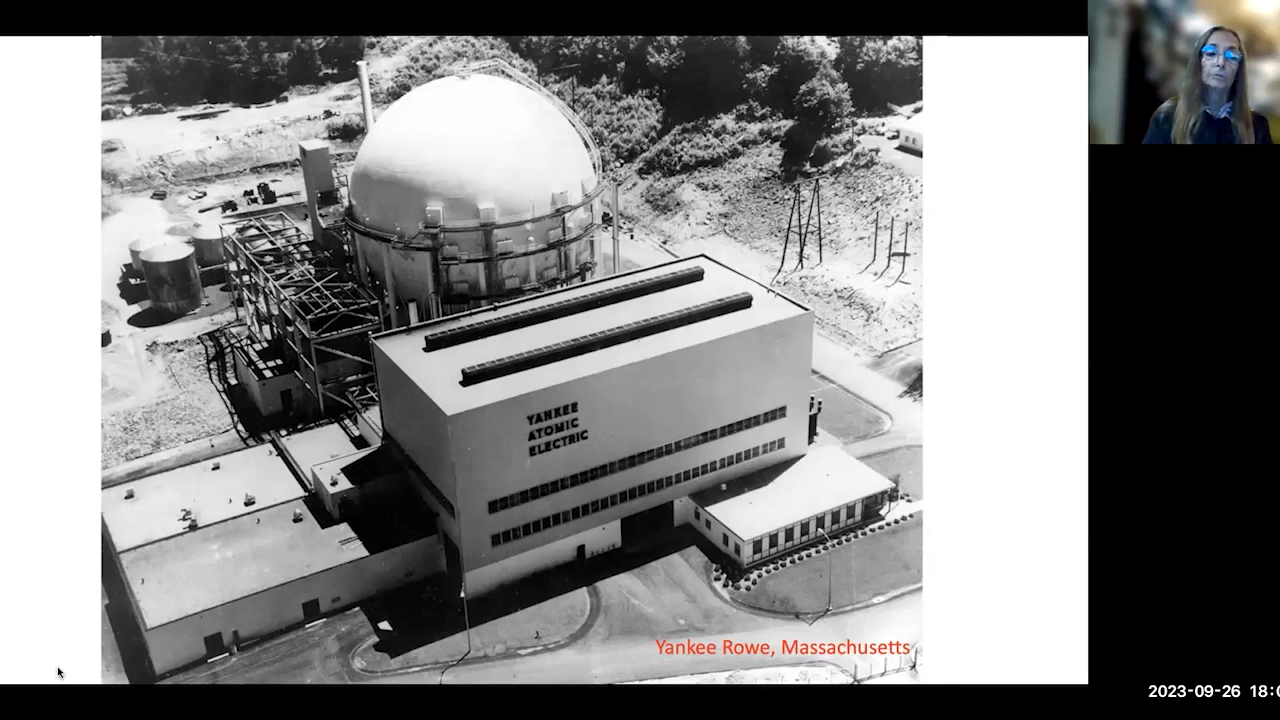 YANKEE
ATOMIC
ELECTRIC
Yankee Rowe, Massachusetts
2023-09-26 18:0